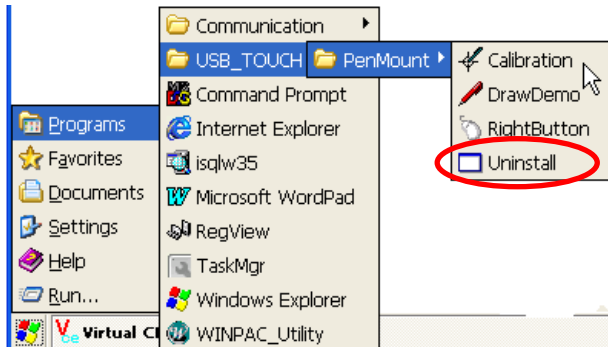 Programs
Favorites
Documents
Settings
Help
Run...
Communication
USB_TOUCH
Command Prompt
Internet Explorer
isqlw35
Microsoft WordPad
RegView
TaskMgr
Windows Explorer
WINPAC_Utility
PenMount
Calibration
DrawDemo
RightButton
Uninstall
Vce Virtual